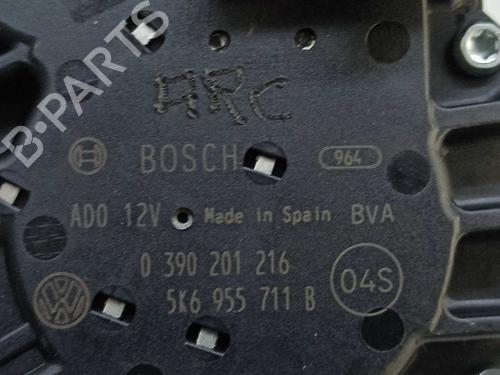 B-PARTS
ARC
BOSCH 964
AD0 12V Made in Spain BVA
0 390 201 216
5K6 955 711 B
04S